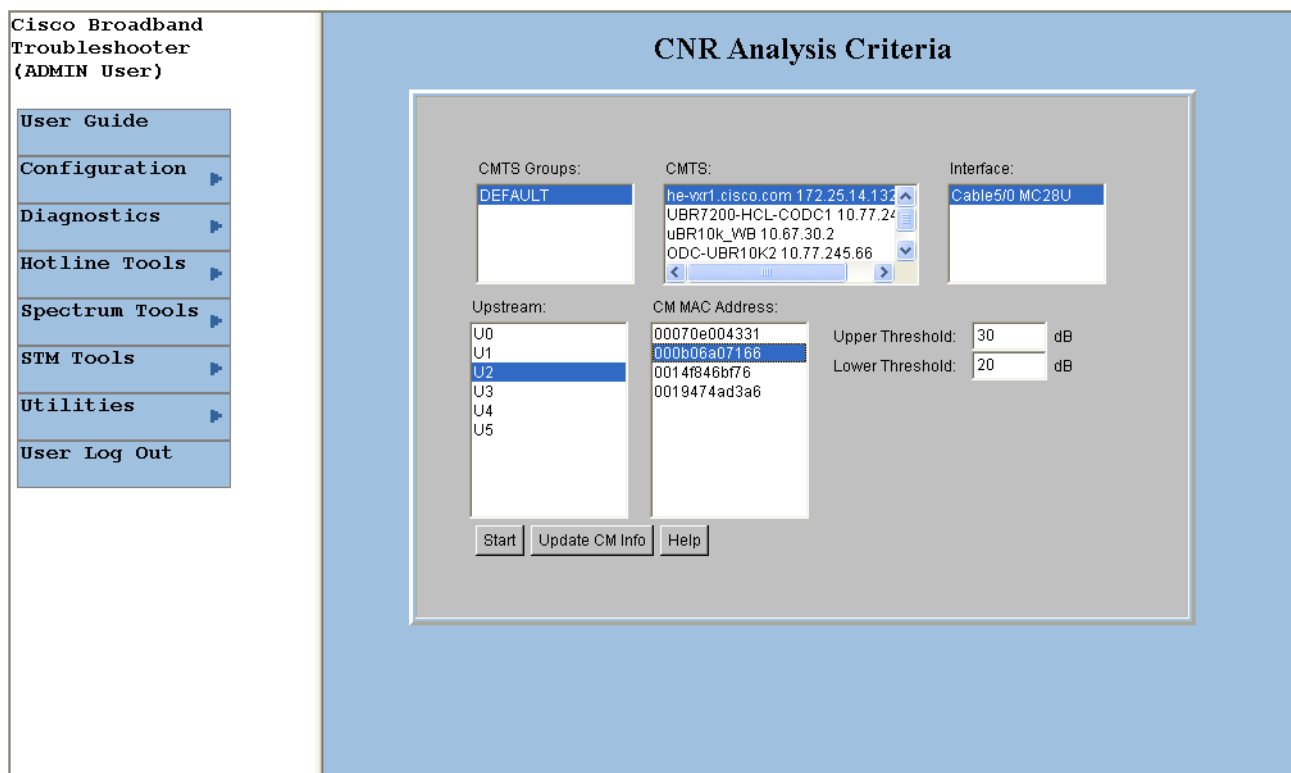 Cisco Broadband
Troubleshooter
(ADMIN User)
User Guide
Configuration
Diagnostics
Hotline Tools
Spectrum Tools
STM Tools
Utilities
User Log Out
CNR Analysis Criteria
CMTS Groups:
DEFAULT
CMTS:
he-vxr1.cisco.com 172.25.14.132
UBR7200-HCL-CODC1 10.77.24
uBR10k_WB 10.67.30.2
ODC-UBR10K2 10.77.245.66
Interface:
Cable5/0 MC28U
Upstream:
U0
U1
U2
U3
U4
U5
CM MAC Address:
00070e004331
000b06a07166
0014f846bf76
0019474ad3a6
Upper Threshold: 30 dB
Lower Threshold: 20 dB
Start Update CM Info Help